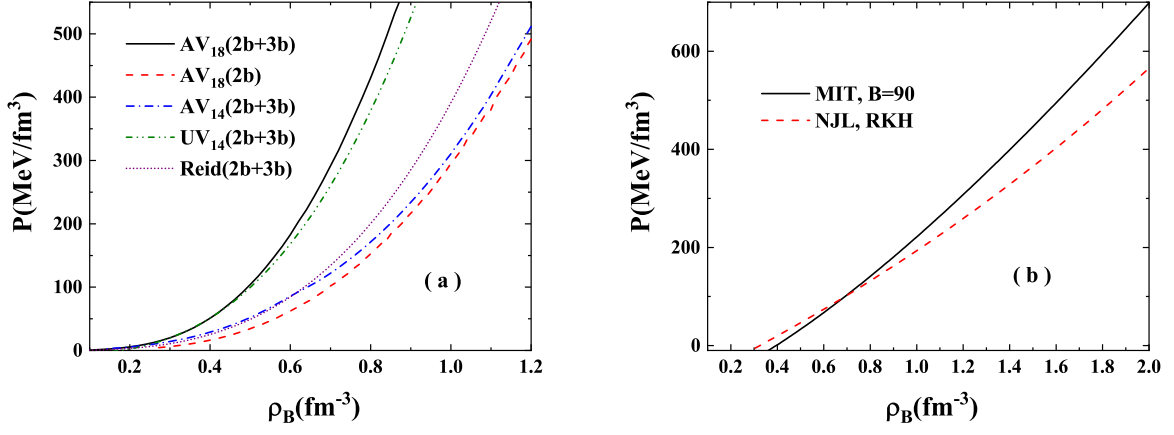 500
400
300
200
100
0
P(MeV/fm³)
AV₁₈(2b+3b)
AV₁₈(2b)
AV₁₄(2b+3b)
UV₁₄(2b+3b)
Reid(2b+3b)
( a )
0.2 0.4 0.6 0.8 1.0 1.2
ρ_B(fm⁻³)
600
400
200
0
P(MeV/fm³)
MIT, B=90
NJL, RKH
( b )
0.2 0.4 0.6 0.8 1.0 1.2 1.4 1.6 1.8 2.0
ρ_B(fm⁻³)